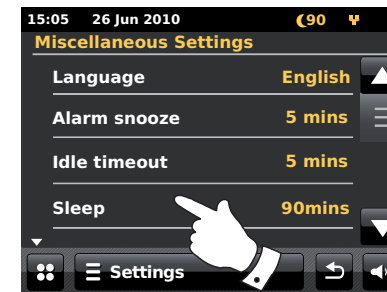 15:05 26 Jun 2010 90
Miscellaneous Settings
Language English
Alarm snooze 5 mins
Idle timeout 5 mins
Sleep 90mins
Settings